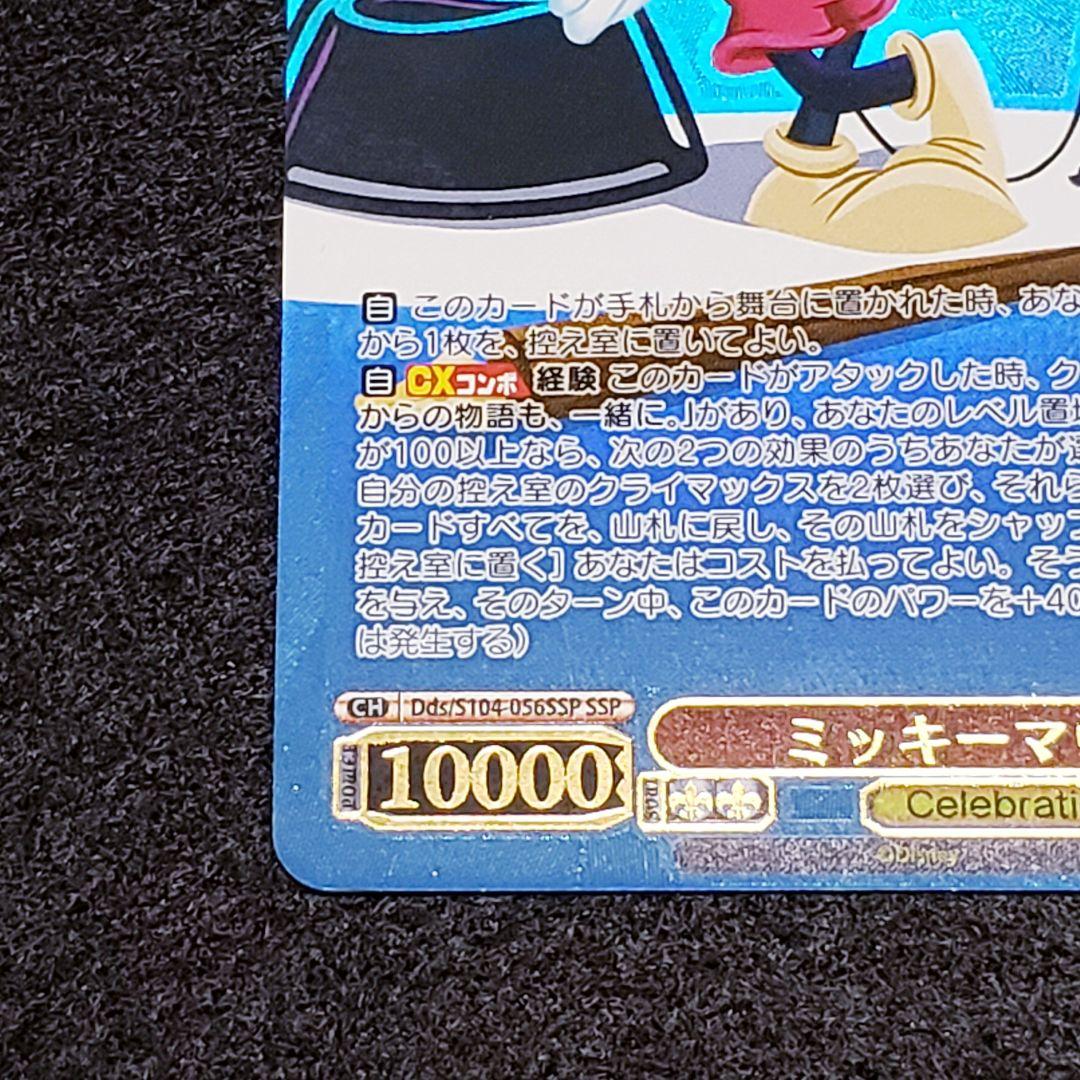 自 このカードが手札から舞台に置かれた時、あな
から1枚を、控え室に置いてよい。
自 CXコンボ 経験 このカードがアタックした時、ク
からの物語も、一緒に。」があり、あなたのレベル置場
が100以上なら、次の2つの効果のうちあなたが選
自分の控え室のクライマックスを2枚選び、それら
カードすべてを、山札に戻し、その山札をシャッフ
控え室に置く］あなたはコストを払ってよい。そう
を与え、そのターン中、このカードのパワーを＋40
は発生する）
CH Dds/S104-056SSP SSP
POWER 10000
ミッキーマウ
SOUL
Celebrati
©Disney